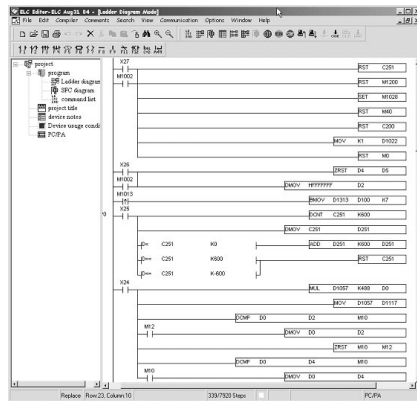 ELC Editor-ELC Aug31 04 - [Ladder Diagram Mode]
File Edit Compiler Comments Search View Communication Options Window Help
project
program
Ladder diagram
SFC diagram
command list
project title
device notes
Device usage condi
PC/PA
X27
RST C251
M1002
RST M1200
SET M1028
RST M40
RST C200
MOV K1 D1022
RST M0
X26
ZRST D4 D5
M1002
DMOV HFFFFFFF D2
M1013
BMOV D1313 D100 K7
X25
DCNT C251 K600
DMOV C251 D251
D< C251 K0
ADD D251 K600 D251
D== C251 K600
RST C251
D== C251 K-600
X24
MUL D1057 K488 D0
MOV D1057 D1117
DCMP D0 D2 M10
M12
DMOV D0 D2
ZRST M10 M12
DCMP D0 D4 M10
M10
DMOV D0 D4
Replace Row:23, Column:10 339/7920 Steps PC/PA